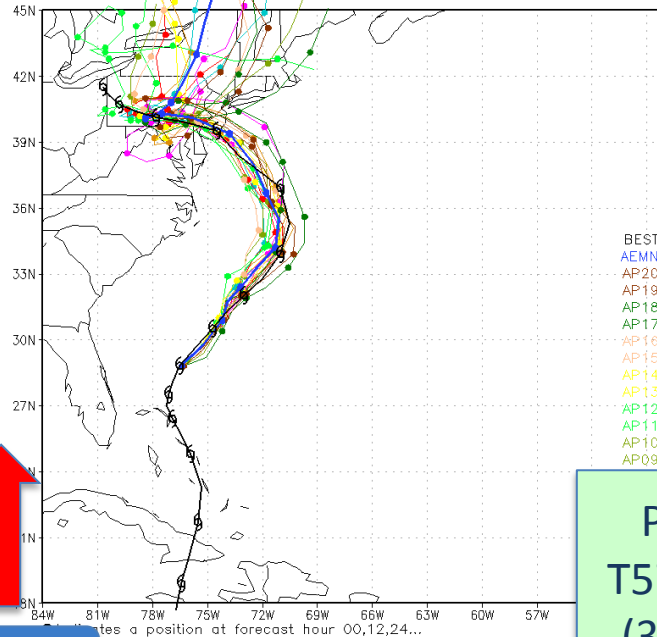 45N
42N
39N
36N
33N
30N
27N
N
1N
8N
84W 81W 78W 75W 72W 69W 66W 63W 60W 57W
a position at forecast hour 00,12,24...
BEST
AEMN
AP20
AP19
AP18
AP17
AP16
AP15
AP14
AP13
AP12
AP11
AP10
AP09
P
T5
(3